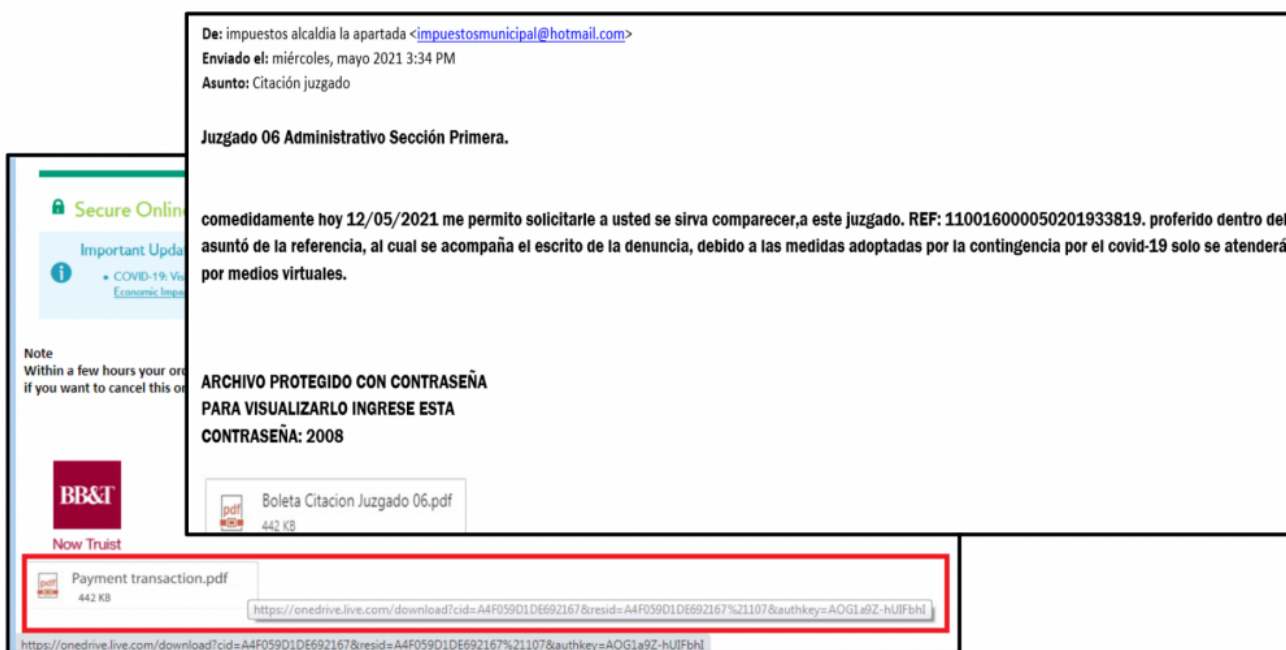 De: impuestos alcaldia la apartada <impuestosmunicipal@hotmail.com>
Enviado el: miércoles, mayo 2021 3:34 PM
Asunto: Citación juzgado
Juzgado 06 Administrativo Sección Primera.
comedidamente hoy 12/05/2021 me permito solicitarle a usted se sirva comparecer,a este juzgado. REF: 110016000050201933819. proferido dentro del
asuntó de la referencia, al cual se acompaña el escrito de la denuncia, debido a las medidas adoptadas por la contingencia por el covid-19 solo se atenderá
por medios virtuales.
ARCHIVO PROTEGIDO CON CONTRASEÑA
PARA VISUALIZARLO INGRESE ESTA
CONTRASEÑA: 2008
pdf
Boleta Citacion Juzgado 06.pdf
442 KB
Secure Onlin
Important Upda
• COVID-19: Vis
Economic Impa
Note
Within a few hours your ord
if you want to cancel this or
BB&T
Now Truist
pdf
Payment transaction.pdf
442 KB
https://onedrive.live.com/download?cid=A4F059D1DE692167&resid=A4F059D1DE692167%21107&authkey=AOG1a9Z-hUIFbhI
https://onedrive.live.com/download?cid=A4F059D1DE692167&resid=A4F059D1DE692167%21107&authkey=AOG1a9Z-hUIFbhI